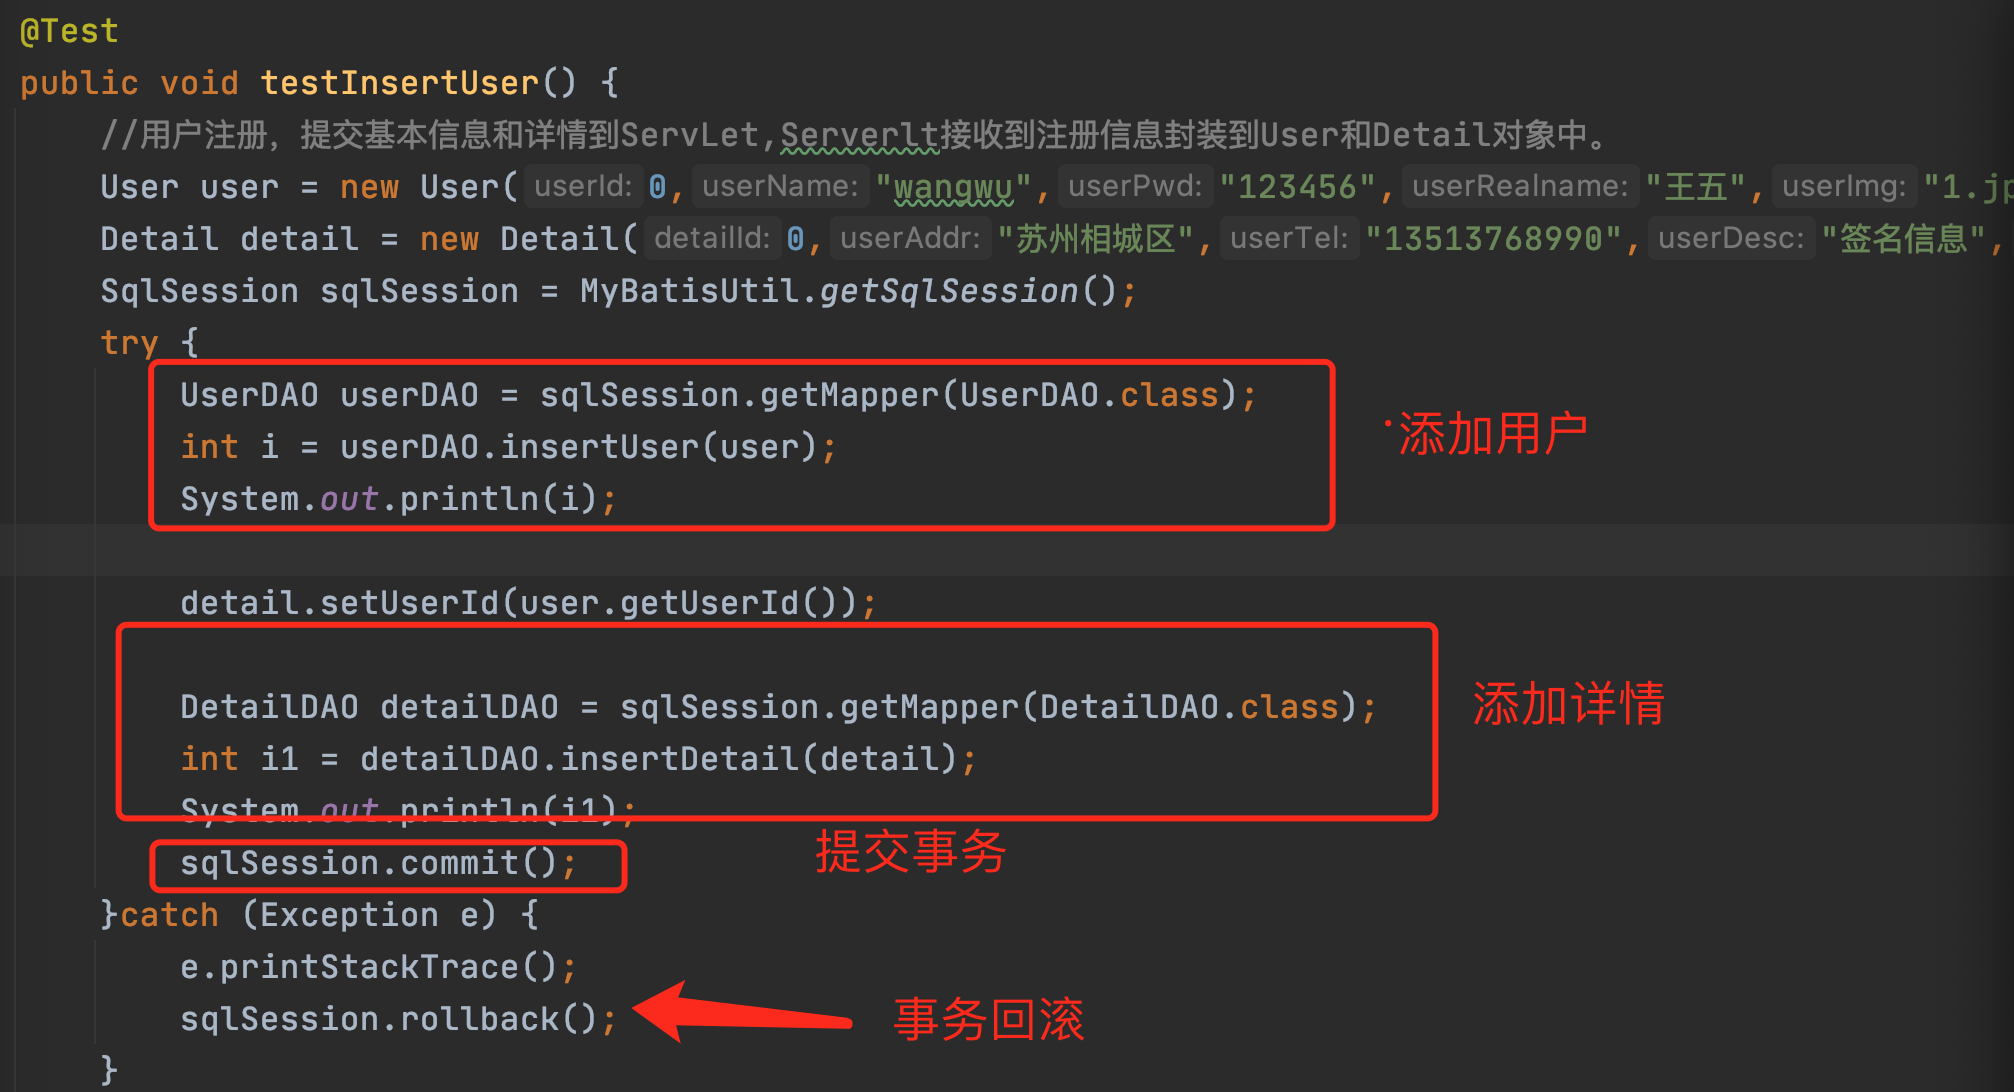 @Test
public void testInsertUser() {
//用户注册，提交基本信息和详情到ServLet,Serverlt接收到注册信息封装到User和Detail对象中。
User user = new User( userId: 0, userName: "wangwu", userPwd: "123456", userRealname: "王五", userImg: "1.jp
Detail detail = new Detail( detailId: 0, userAddr: "苏州相城区", userTel: "13513768990", userDesc: "签名信息",
SqlSession sqlSession = MyBatisUtil.getSqlSession();
try {
UserDAO userDAO = sqlSession.getMapper(UserDAO.class);
int i = userDAO.insertUser(user);
添加用户
System.out.println(i);
detail.setUserId(user.getUserId());
DetailDAO detailDAO = sqlSession.getMapper(DetailDAO.class);
添加详情
int i1 = detailDAO.insertDetail(detail);
System.out.println(i1);
提交事务
sqlSession.commit();
}catch (Exception e) {
e.printStackTrace();
sqlSession.rollback();
事务回滚
}